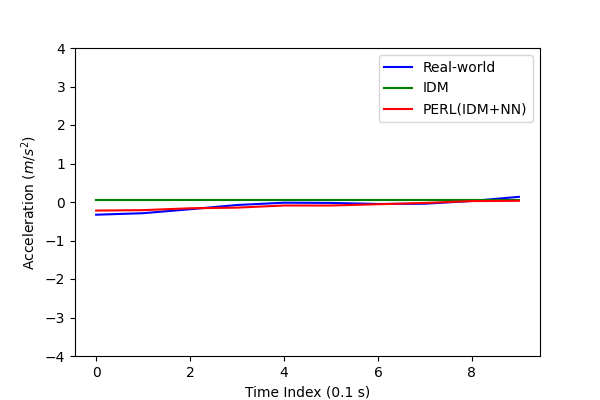 Real-world
IDM
PERL(IDM+NN)
4
3
2
1
0
−1
−2
−3
−4
Acceleration (m/s²)
0 2 4 6 8
Time Index (0.1 s)